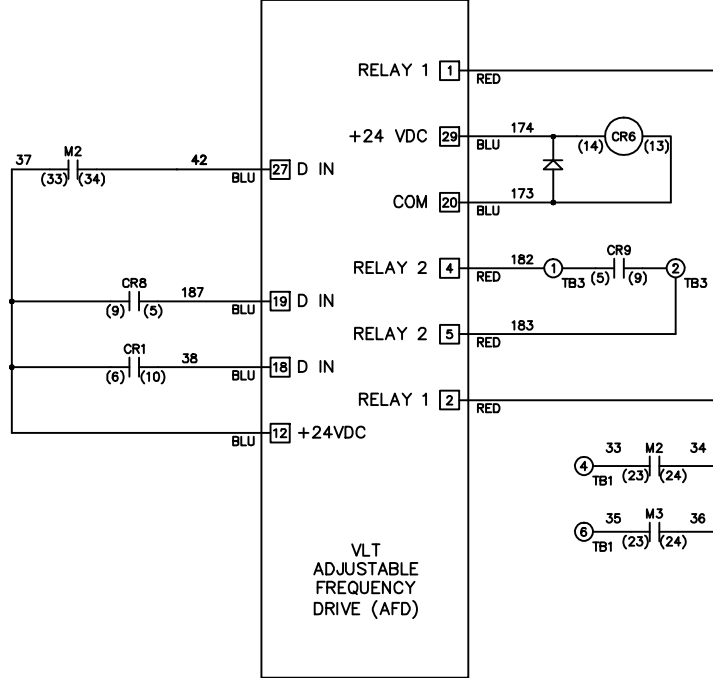 RELAY 1 1
RED
+24 VDC 29 174 CR6
BLU (14) (13)
M2
37 42
(33) (34) BLU 27 D IN
COM 20 173
BLU
RELAY 2 4 182 1 CR9 2
RED TB3 (5) (9) TB3
CR8
187 19 D IN
(9) (5) BLU
RELAY 2 5 183
RED
CR1
38 18 D IN
(6) (10) BLU
RELAY 1 2
RED
12 +24VDC
BLU
33 M2 34
4 TB1 (23) (24)
35 M3 36
6 TB1 (23) (24)
VLT
ADJUSTABLE
FREQUENCY
DRIVE (AFD)